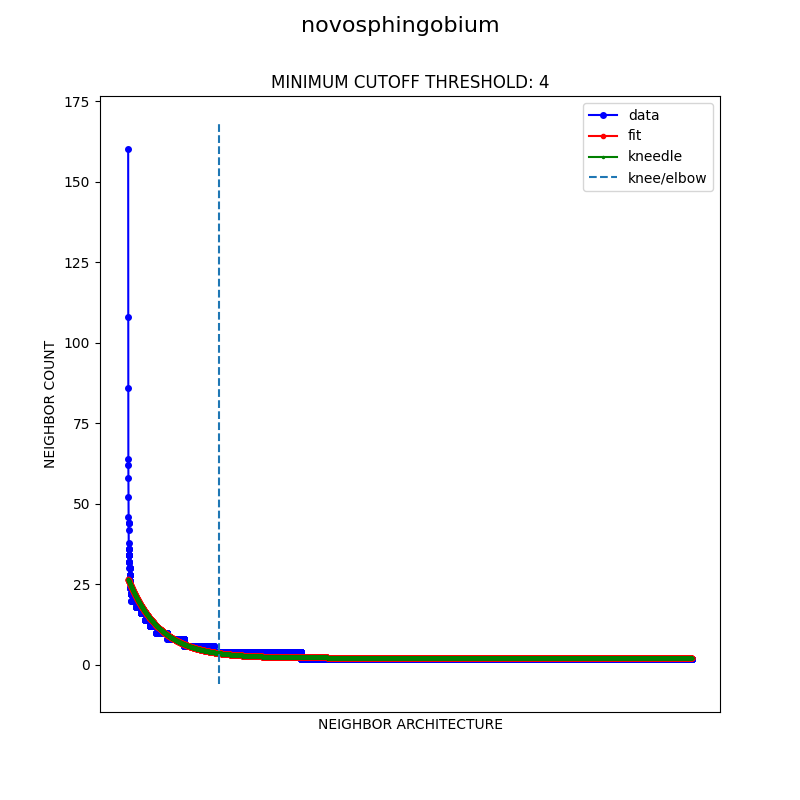 novosphingobium
MINIMUM CUTOFF THRESHOLD: 4
data
fit
kneedle
knee/elbow
175
150
125
100
75
50
25
0
NEIGHBOR COUNT
NEIGHBOR ARCHITECTURE